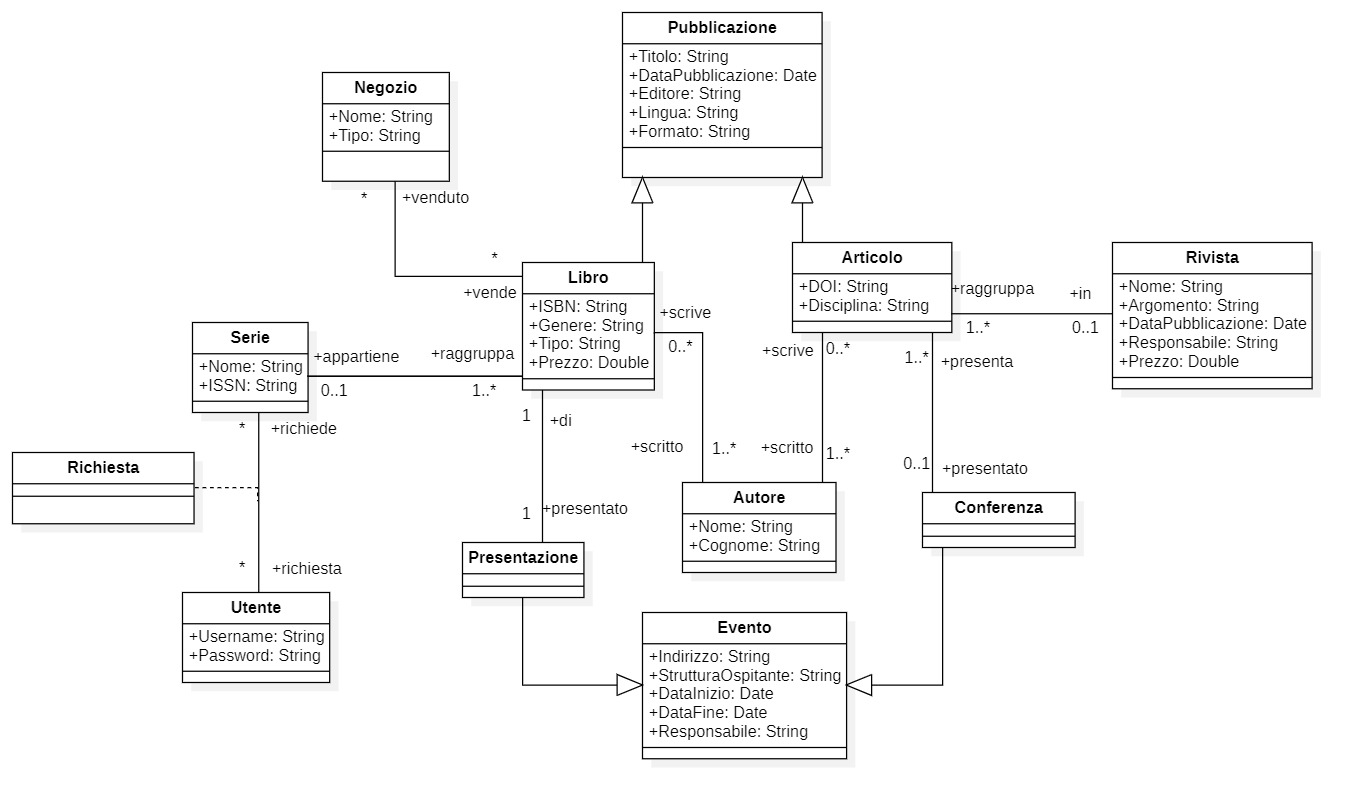 Pubblicazione
+Titolo: String
+DataPubblicazione: Date
+Editore: String
+Lingua: String
+Formato: String
Negozio
+Nome: String
+Tipo: String
*
+venduto
*
+vende
Libro
+ISBN: String
+Genere: String
+Tipo: String
+Prezzo: Double
Articolo
+DOI: String
+Disciplina: String
+raggruppa
1..*
+in
0..1
Rivista
+Nome: String
+Argomento: String
+DataPubblicazione: Date
+Responsabile: String
+Prezzo: Double
Serie
+Nome: String
+ISSN: String
+appartiene
0..1
+raggruppa
1..*
+scrive
0..*
+scritto
1..*
+scrive
0..*
+scritto
1..*
1..*
+presenta
0..1
+presentato
*
+richiede
Richiesta
*
+richiesta
Utente
+Username: String
+Password: String
1
+di
1
+presentato
Presentazione
Autore
+Nome: String
+Cognome: String
Conferenza
Evento
+Indirizzo: String
+StrutturaOspitante: String
+DataInizio: Date
+DataFine: Date
+Responsabile: String